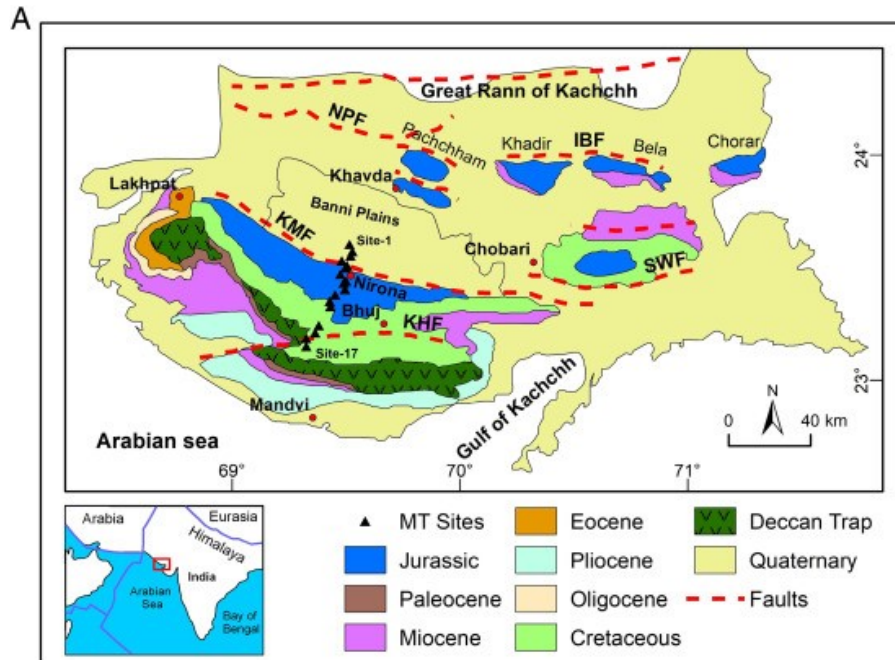 A
Great Rann of Kachchh
NPF
Pachchham
Khadir
IBF
Bela
Chorar
24°
Khavda
Lakhpat
Banni Plains
KMF
Site-1
Chobari
Nirona
SWF
Bhuj
KHF
Site-17
23°
Mandvi
Gulf of Kachchh
N
0 40 km
Arabian sea
69° 70° 71°
Arabia Eurasia
Himalaya
India
Arabian
Sea
Bay of
Bengal
MT Sites Eocene Deccan Trap
Jurassic Pliocene Quaternary
Paleocene Oligocene Faults
Miocene Cretaceous